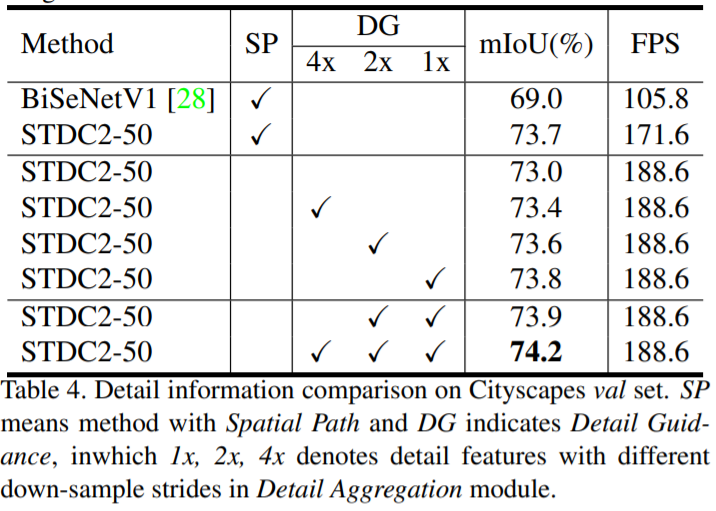 Method SP DG mIoU(%) FPS
4x 2x 1x
BiSeNetV1 [28] ✓ 69.0 105.8
STDC2-50 ✓ 73.7 171.6
STDC2-50 73.0 188.6
STDC2-50 ✓ 73.4 188.6
STDC2-50 ✓ 73.6 188.6
STDC2-50 ✓ 73.8 188.6
STDC2-50 ✓ ✓ 73.9 188.6
STDC2-50 ✓ ✓ ✓ 74.2 188.6
Table 4. Detail information comparison on Cityscapes val set. SP
means method with Spatial Path and DG indicates Detail Guid-
ance, inwhich 1x, 2x, 4x denotes detail features with different
down-sample strides in Detail Aggregation module.